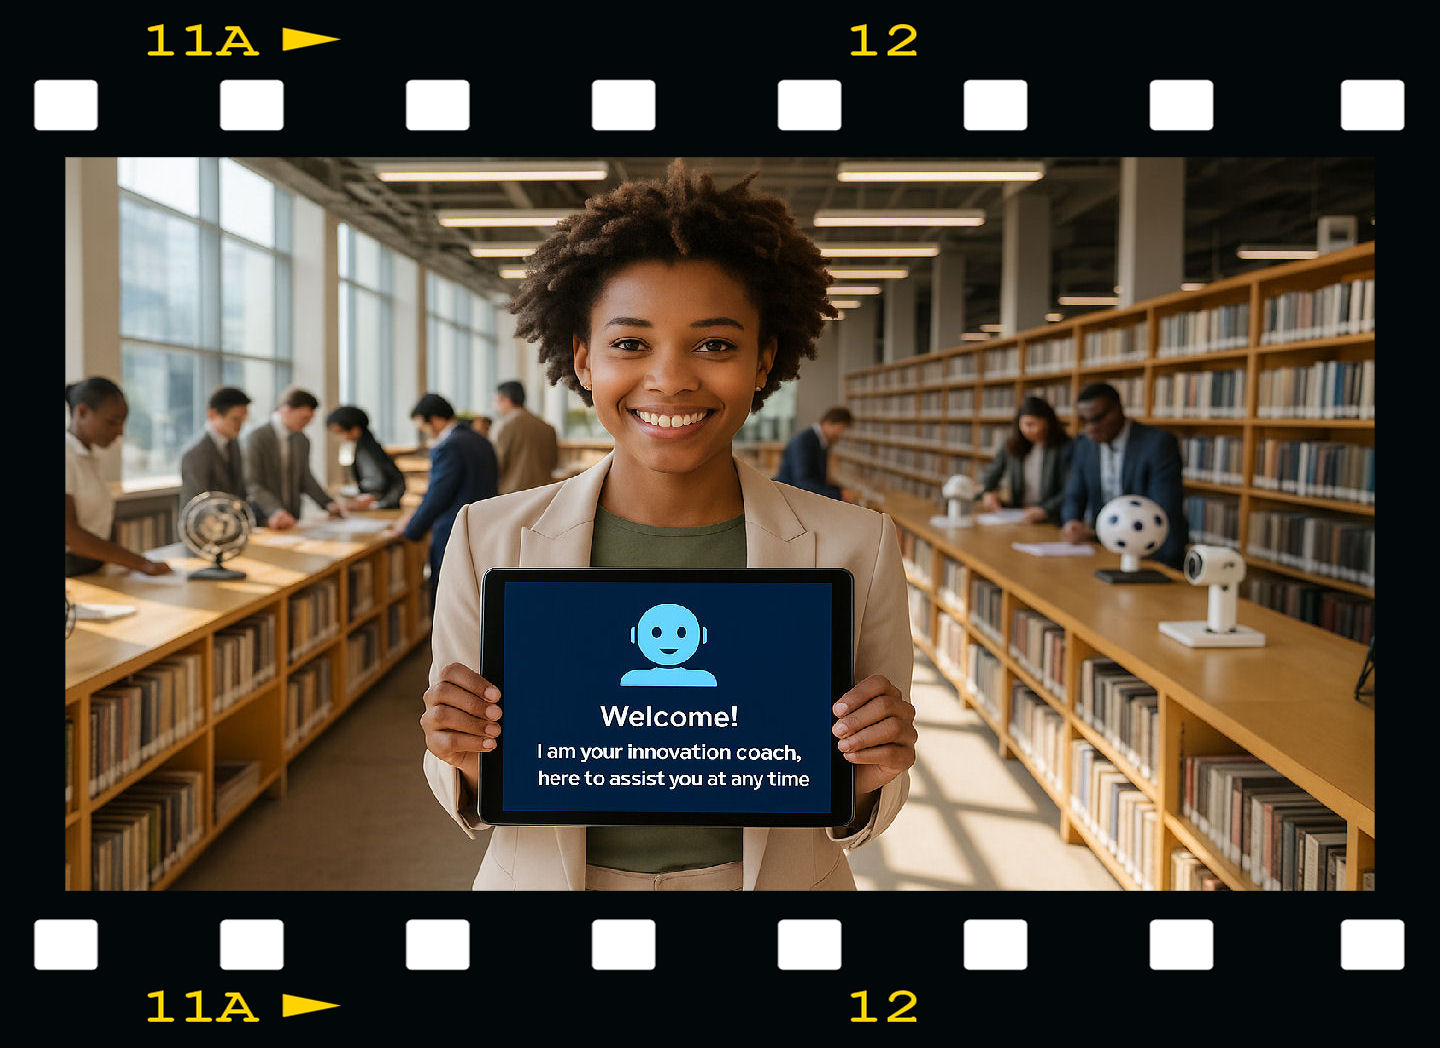 11A 12
Welcome!
I am your innovation coach,
here to assist you at any time
11A 12